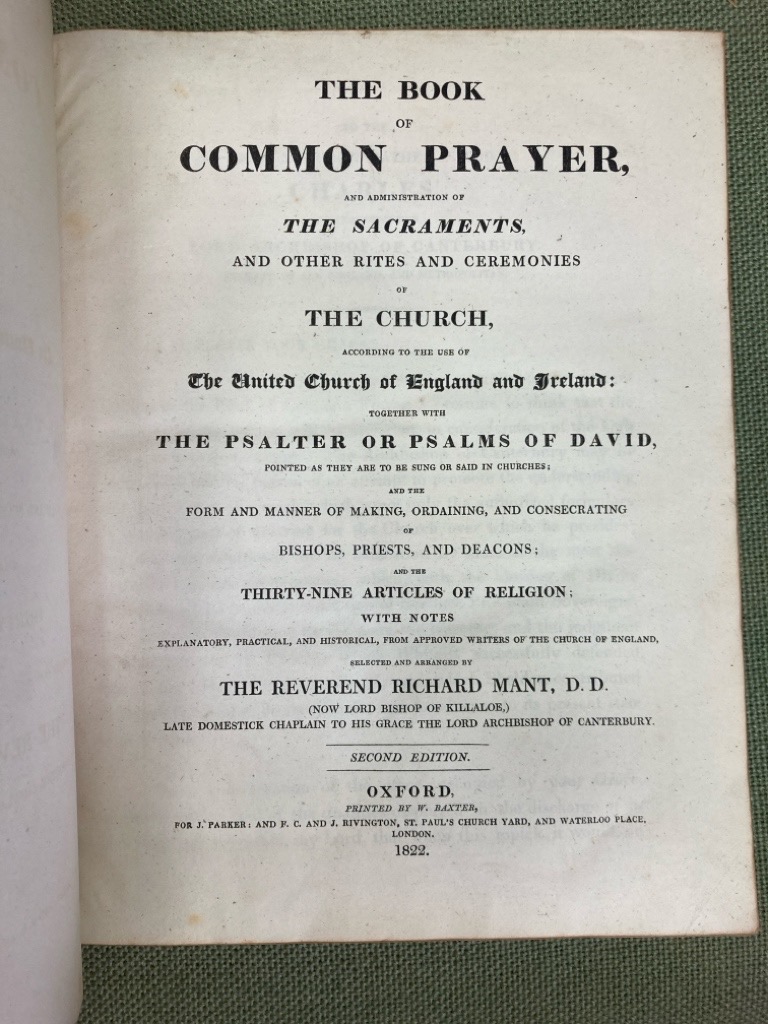 THE BOOK
OF
COMMON PRAYER,
AND ADMINISTRATION OF
THE SACRAMENTS,
AND OTHER RITES AND CEREMONIES
OF
THE CHURCH,
ACCORDING TO THE USE OF
The United Church of England and Ireland:
TOGETHER WITH
THE PSALTER OR PSALMS OF DAVID,
POINTED AS THEY ARE TO BE SUNG OR SAID IN CHURCHES;
AND THE
FORM AND MANNER OF MAKING, ORDAINING, AND CONSECRATING
OF
BISHOPS, PRIESTS, AND DEACONS;
AND THE
THIRTY-NINE ARTICLES OF RELIGION;
WITH NOTES
EXPLANATORY, PRACTICAL, AND HISTORICAL, FROM APPROVED WRITERS OF THE CHURCH OF ENGLAND,
SELECTED AND ARRANGED BY
THE REVEREND RICHARD MANT, D. D.
(NOW LORD BISHOP OF KILLALOE,)
LATE DOMESTICK CHAPLAIN TO HIS GRACE THE LORD ARCHBISHOP OF CANTERBURY.
SECOND EDITION.
OXFORD,
PRINTED BY W. BAXTER,
FOR J. PARKER: AND F. C. AND J. RIVINGTON, ST. PAUL'S CHURCH YARD, AND WATERLOO PLACE,
LONDON.
1822.